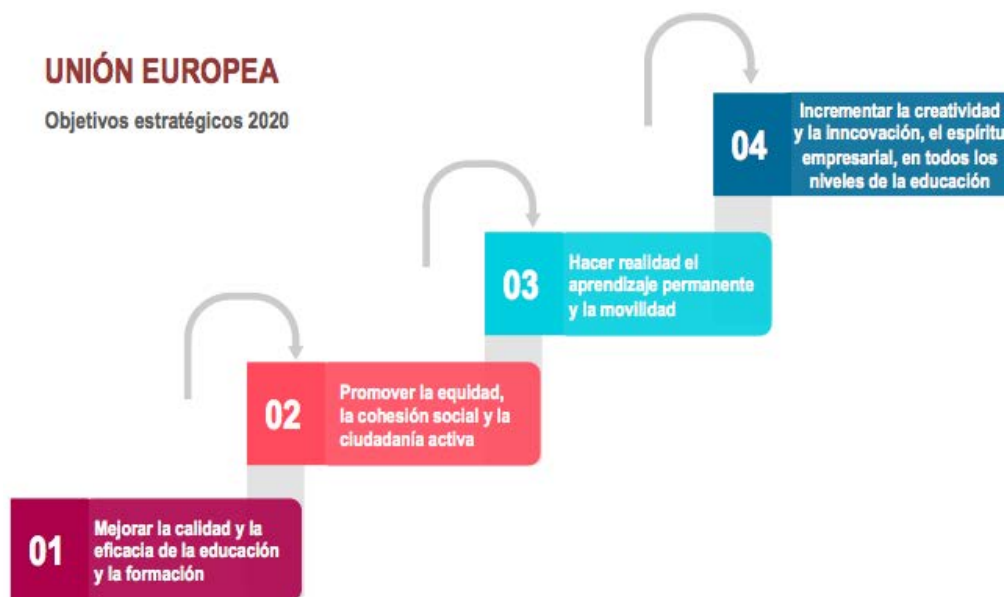 UNIÓN EUROPEA
Objetivos estratégicos 2020
04
Incrementar la creatividad
y la inncovación, el espíritu
empresarial, en todos los
niveles de la educación
03
Hacer realidad el
aprendizaje permanente
y la movilidad
02
Promover la equidad,
la cohesión social y la
ciudadanía activa
01
Mejorar la calidad y la
eficacia de la educación
y la formación